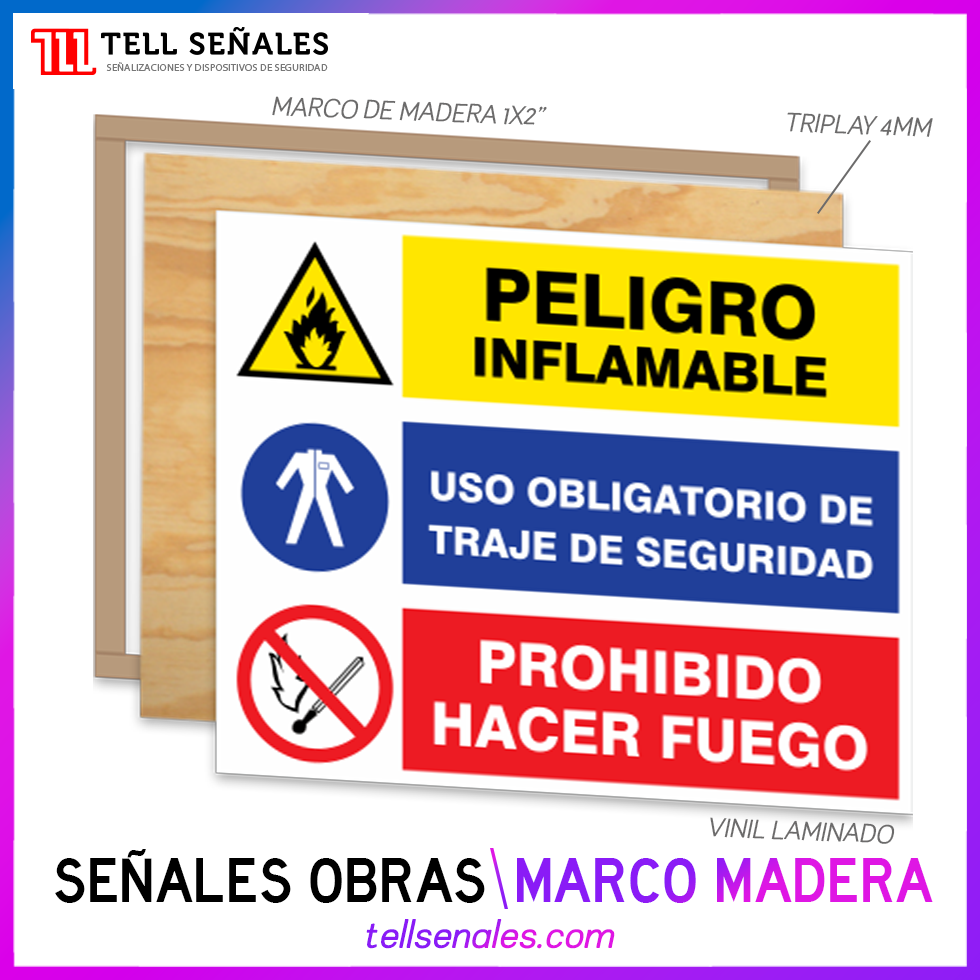 TELL SEÑALES
SEÑALIZACIONES Y DISPOSITIVOS DE SEGURIDAD
MARCO DE MADERA 1X2”
TRIPLAY 4MM
PELIGRO
INFLAMABLE
USO OBLIGATORIO DE
TRAJE DE SEGURIDAD
PROHIBIDO
HACER FUEGO
VINIL LAMINADO
SEÑALES OBRAS\MARCO MADERA
tellsenales.com